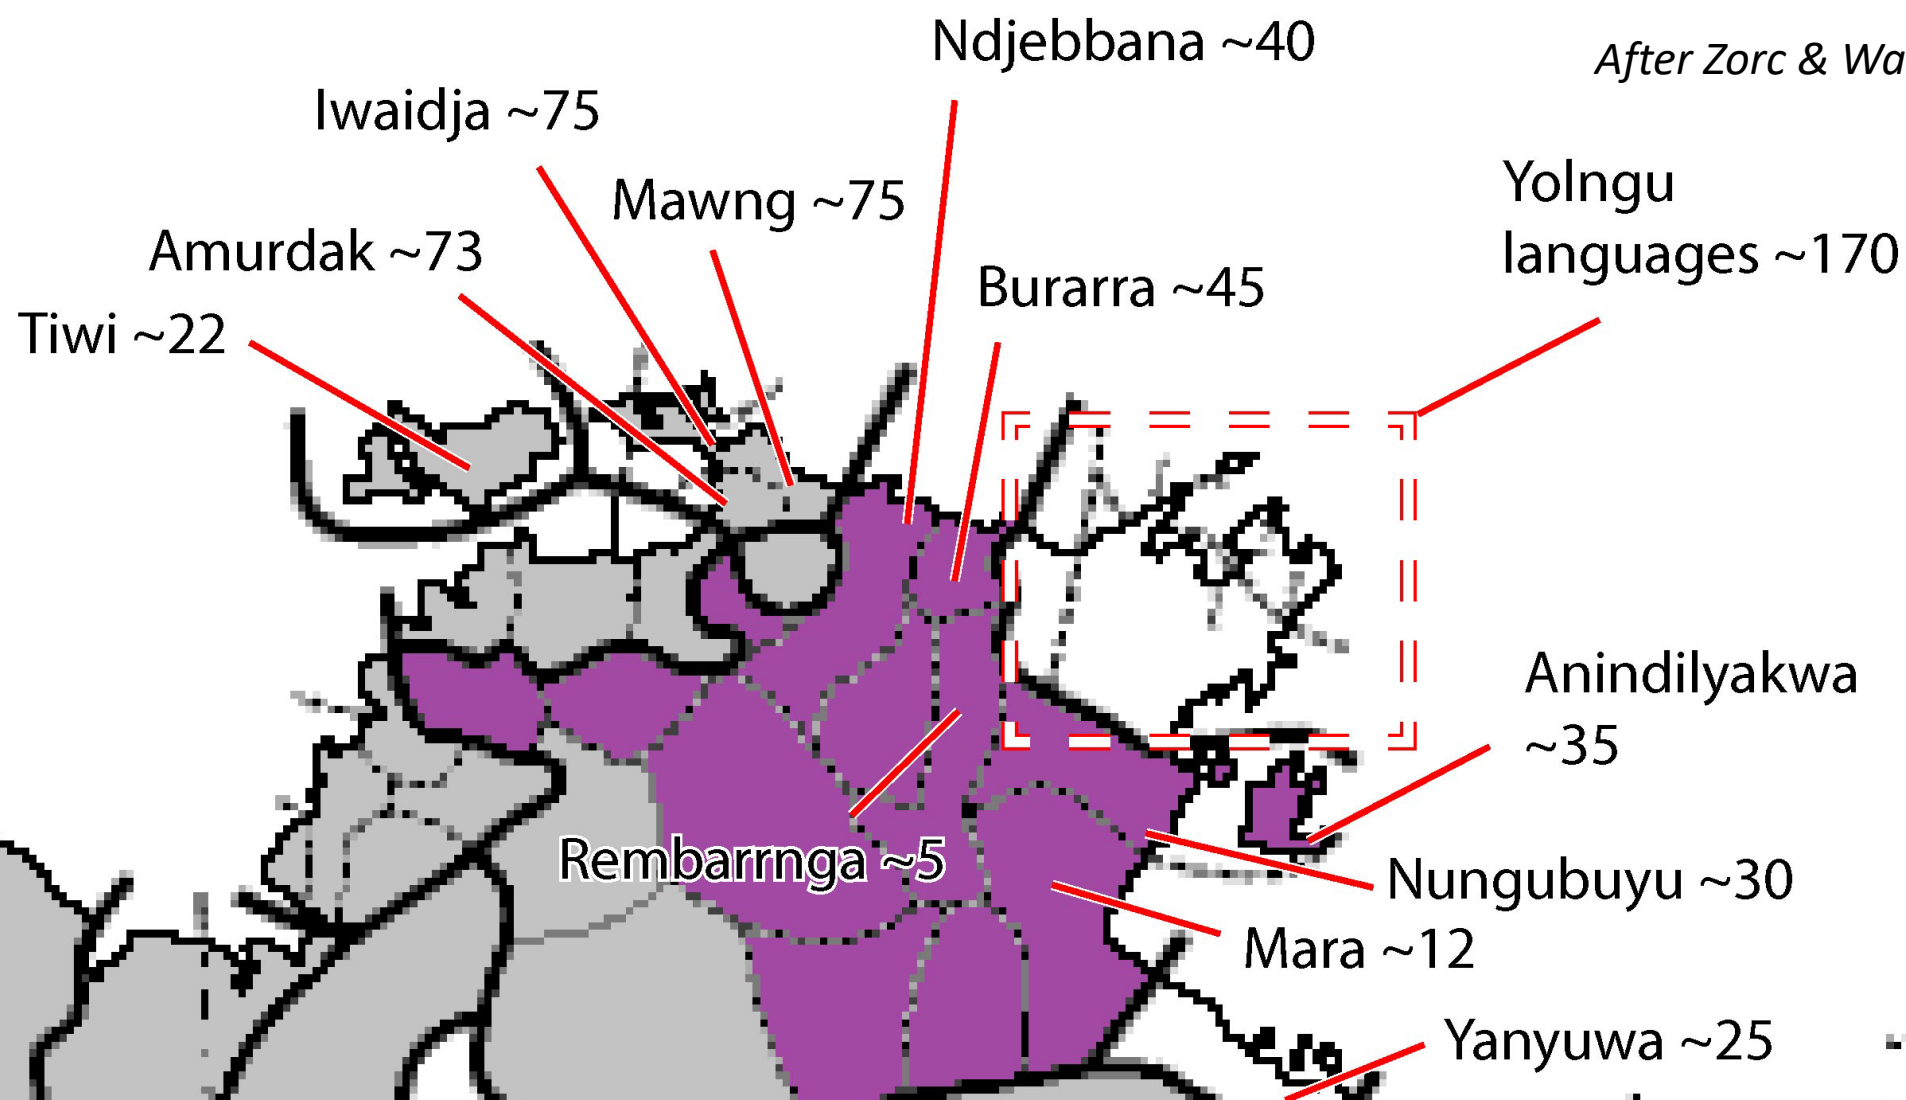 Ndjebbana ~40
After Zorc & Wa
Iwaidja ~75
Mawng ~75
Yolngu
languages ~170
Amurdak ~73
Burarra ~45
Tiwi ~22
Anindilyakwa
~35
Rembarrnga ~5
Nungubuyu ~30
Mara ~12
Yanyuwa ~25